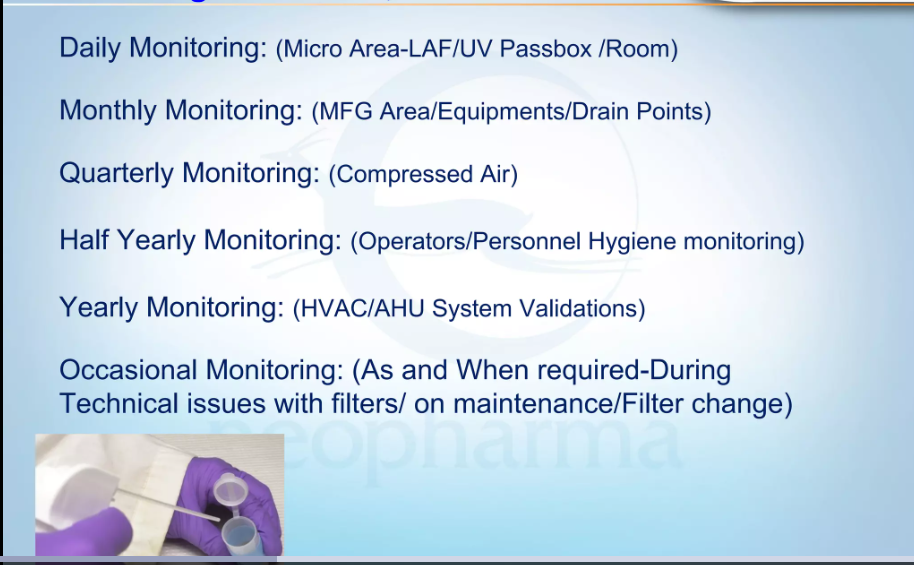 Daily Monitoring: (Micro Area-LAF/UV Passbox /Room)
Monthly Monitoring: (MFG Area/Equipments/Drain Points)
Quarterly Monitoring: (Compressed Air)
Half Yearly Monitoring: (Operators/Personnel Hygiene monitoring)
Yearly Monitoring: (HVAC/AHU System Validations)
Occasional Monitoring: (As and When required-During
Technical issues with filters/ on maintenance/Filter change)
neopharma